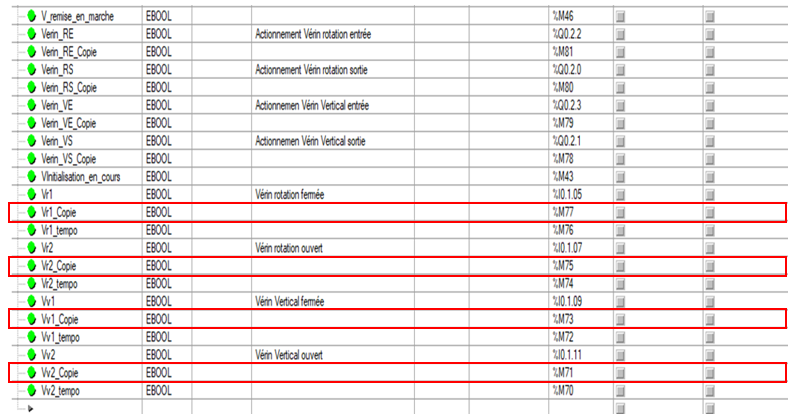 V_remise_en_marche EBOOL %M46
Verin_RE EBOOL Actionnement Vérin rotation entrée %Q0.2.2
Verin_RE_Copie EBOOL %M81
Verin_RS EBOOL Actionnement Vérin rotation sortie %Q0.2.0
Verin_RS_Copie EBOOL %M80
Verin_VE EBOOL Actionnemen Vérin Vertical entrée %Q0.2.3
Verin_VE_Copie EBOOL %M79
Verin_VS EBOOL Actionnemen Vérin Vertical sortie %Q0.2.1
Verin_VS_Copie EBOOL %M78
VInitialisation_en_cours EBOOL %M43
Vr1 EBOOL Vérin rotation fermée %I0.1.05
Vr1_Copie EBOOL %M77
Vr1_tempo EBOOL %M76
Vr2 EBOOL Vérin rotation ouvert %I0.1.07
Vr2_Copie EBOOL %M75
Vr2_tempo EBOOL %M74
Vv1 EBOOL Vérin Vertical fermée %I0.1.09
Vv1_Copie EBOOL %M73
Vv1_tempo EBOOL %M72
Vv2 EBOOL Vérin Vertical ouvert %I0.1.11
Vv2_Copie EBOOL %M71
Vv2_tempo EBOOL %M70